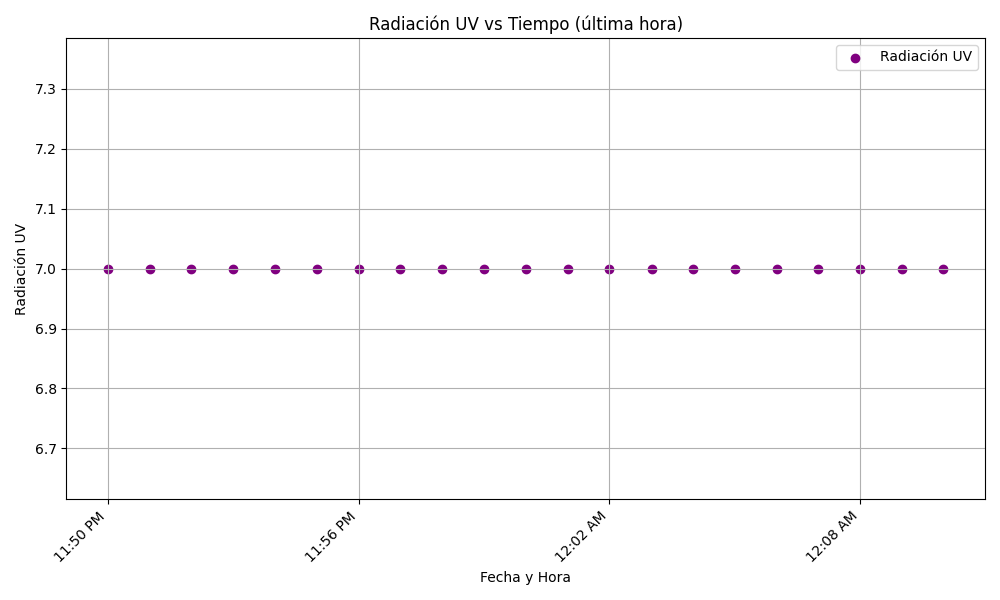 Radiación UV vs Tiempo (última hora)
Radiación UV
7.3
7.2
7.1
7.0
6.9
6.8
6.7
Radiación UV
11:50 PM
11:56 PM
12:02 AM
12:08 AM
Fecha y Hora